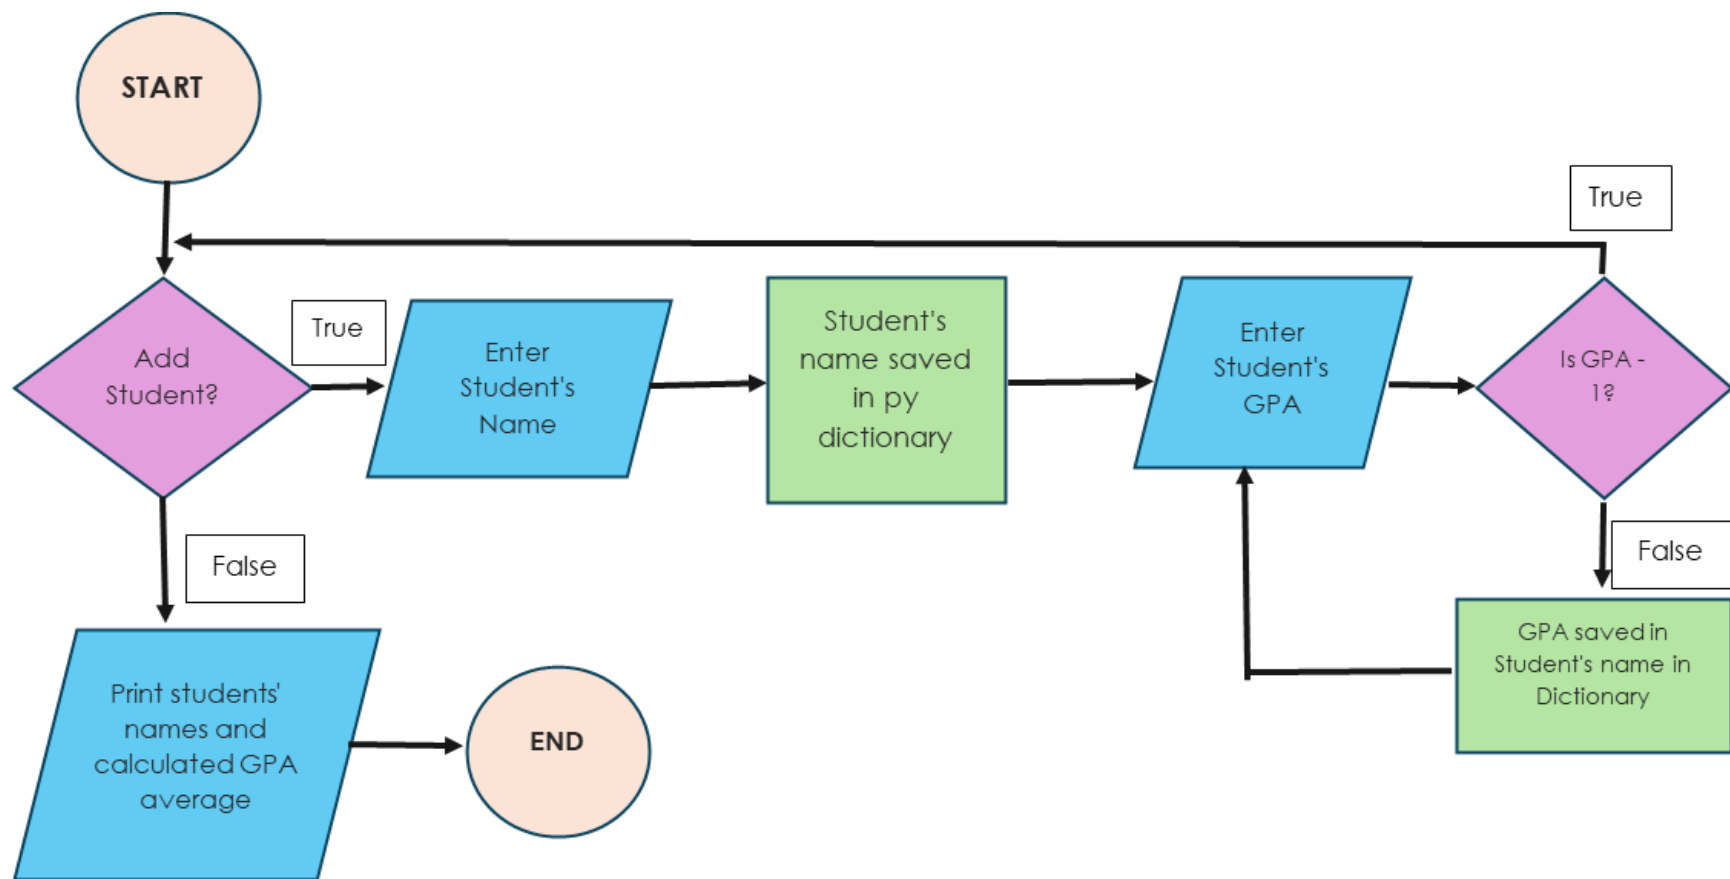 START
True
Add
Student?
True
Enter
Student's
Name
Student's
name saved
in py
dictionary
Enter
Student's
GPA
Is GPA -
1?
False
False
GPA saved in
Student's name in
Dictionary
Print students'
names and
calculated GPA
average
END